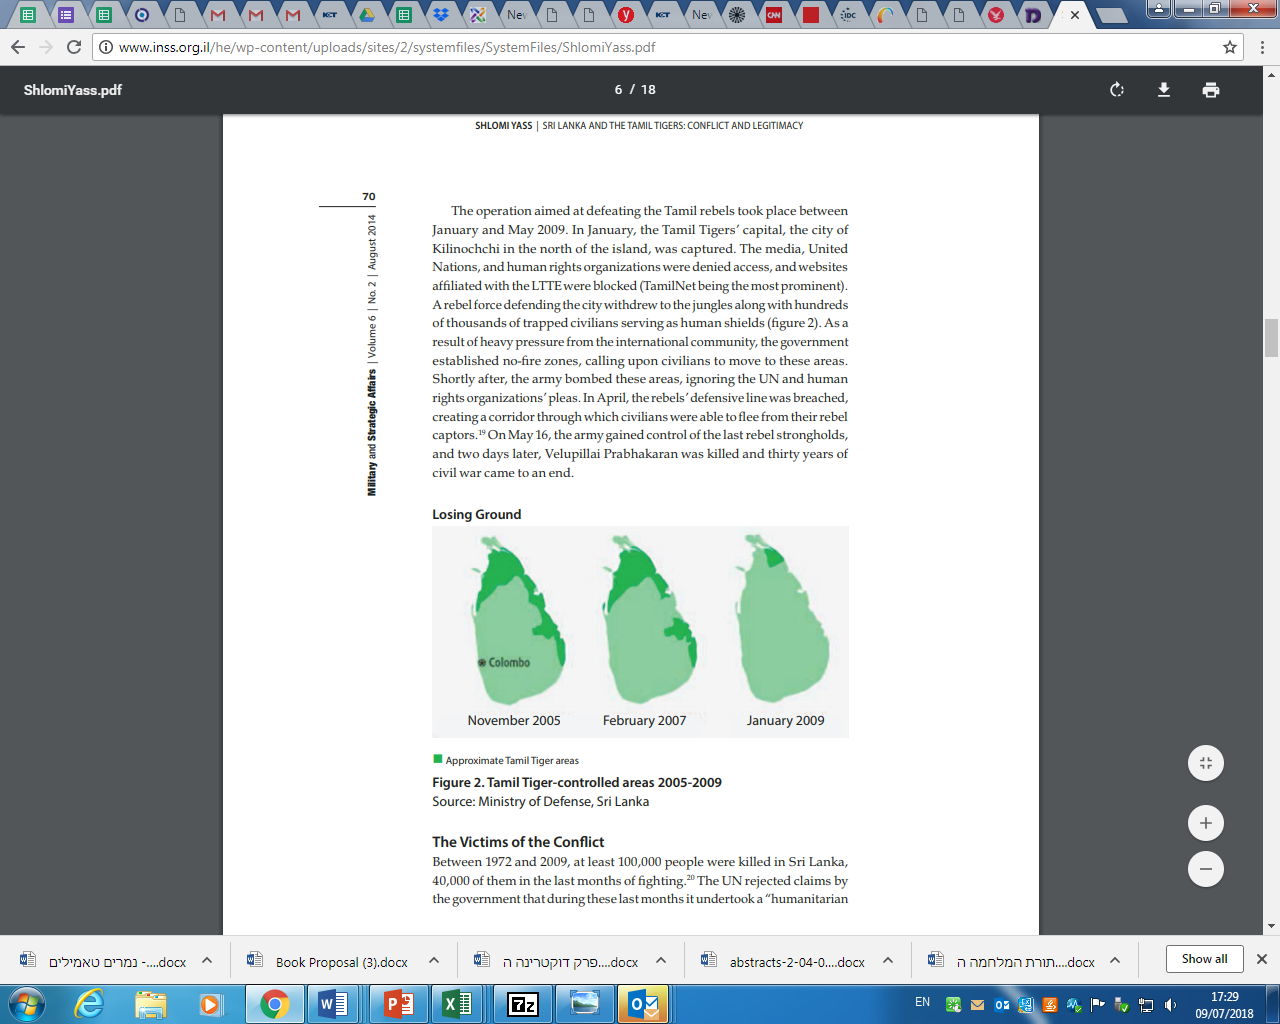 New
New
CNN
IDC
www.inss.org.il/he/wp-content/uploads/sites/2/systemfiles/SystemFiles/ShlomiYass.pdf
ShlomiYass.pdf
6 / 18
SHLOMI YASS | SRI LANKA AND THE TAMIL TIGERS: CONFLICT AND LEGITIMACY
70
Military and Strategic Affairs | Volume 6 | No. 2 | August 2014
The operation aimed at defeating the Tamil rebels took place between
January and May 2009. In January, the Tamil Tigers’ capital, the city of
Kilinochchi in the north of the island, was captured. The media, United
Nations, and human rights organizations were denied access, and websites
affiliated with the LTTE were blocked (TamilNet being the most prominent).
A rebel force defending the city withdrew to the jungles along with hundreds
of thousands of trapped civilians serving as human shields (figure 2). As a
result of heavy pressure from the international community, the government
established no-fire zones, calling upon civilians to move to these areas.
Shortly after, the army bombed these areas, ignoring the UN and human
rights organizations’ pleas. In April, the rebels’ defensive line was breached,
creating a corridor through which civilians were able to flee from their rebel
captors.19 On May 16, the army gained control of the last rebel strongholds,
and two days later, Velupillai Prabhakaran was killed and thirty years of
civil war came to an end.
Losing Ground
Colombo
November 2005 February 2007 January 2009
Approximate Tamil Tiger areas
Figure 2. Tamil Tiger-controlled areas 2005-2009
Source: Ministry of Defense, Sri Lanka
The Victims of the Conflict
Between 1972 and 2009, at least 100,000 people were killed in Sri Lanka,
40,000 of them in the last months of fighting.20 The UN rejected claims by
the government that during these last months it undertook a “humanitarian
נמרים טאמילים -....docx
Book Proposal (3).docx
פרק דוקטרינה ה....docx
abstracts-2-04-0....docx
תורת המלחמה ה....docx
Show all
EN
17:29
09/07/2018